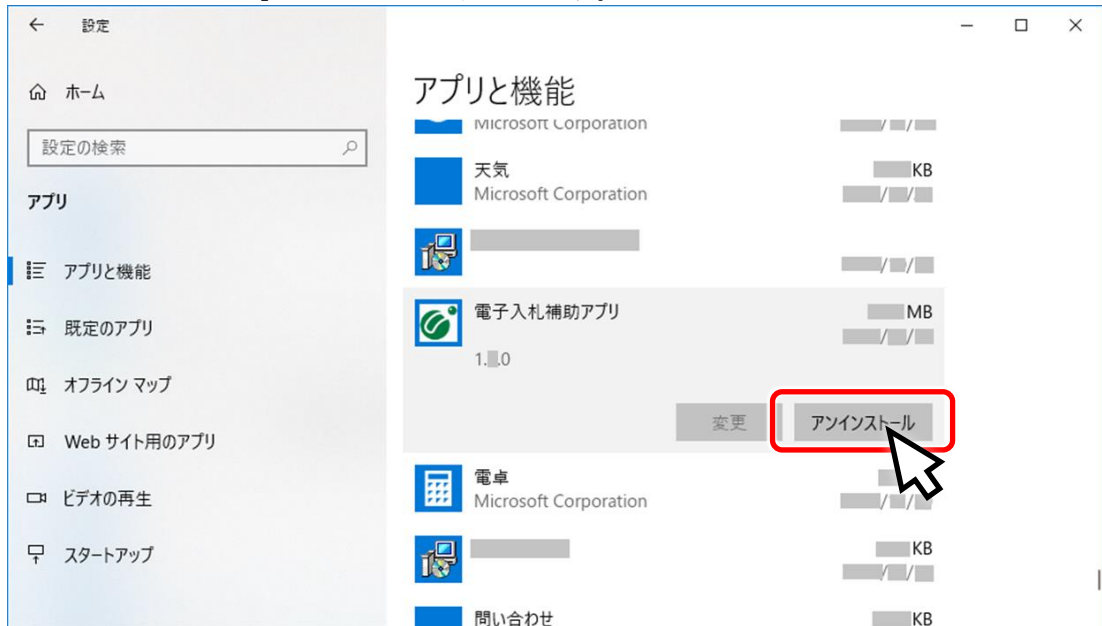 設定
ホーム
設定の検索
アプリ
アプリと機能
既定のアプリ
オフライン マップ
Web サイト用のアプリ
ビデオの再生
スタートアップ
アプリと機能
Microsoft Corporation
/ /
天気
KB
Microsoft Corporation
/ /
/ /
電子入札補助アプリ
MB
/ /
1. .0
変更
アンインストール
電卓
Microsoft Corporation
/ /
KB
/ /
問い合わせ
KB